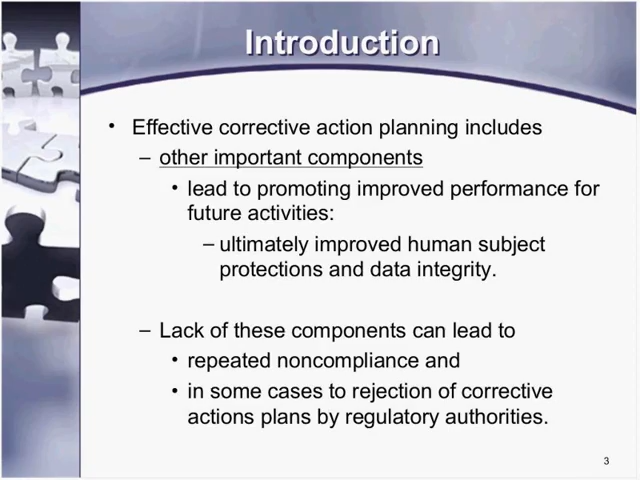 Introduction
• Effective corrective action planning includes
– other important components
• lead to promoting improved performance for
future activities:
– ultimately improved human subject
protections and data integrity.
– Lack of these components can lead to
• repeated noncompliance and
• in some cases to rejection of corrective
actions plans by regulatory authorities.
3